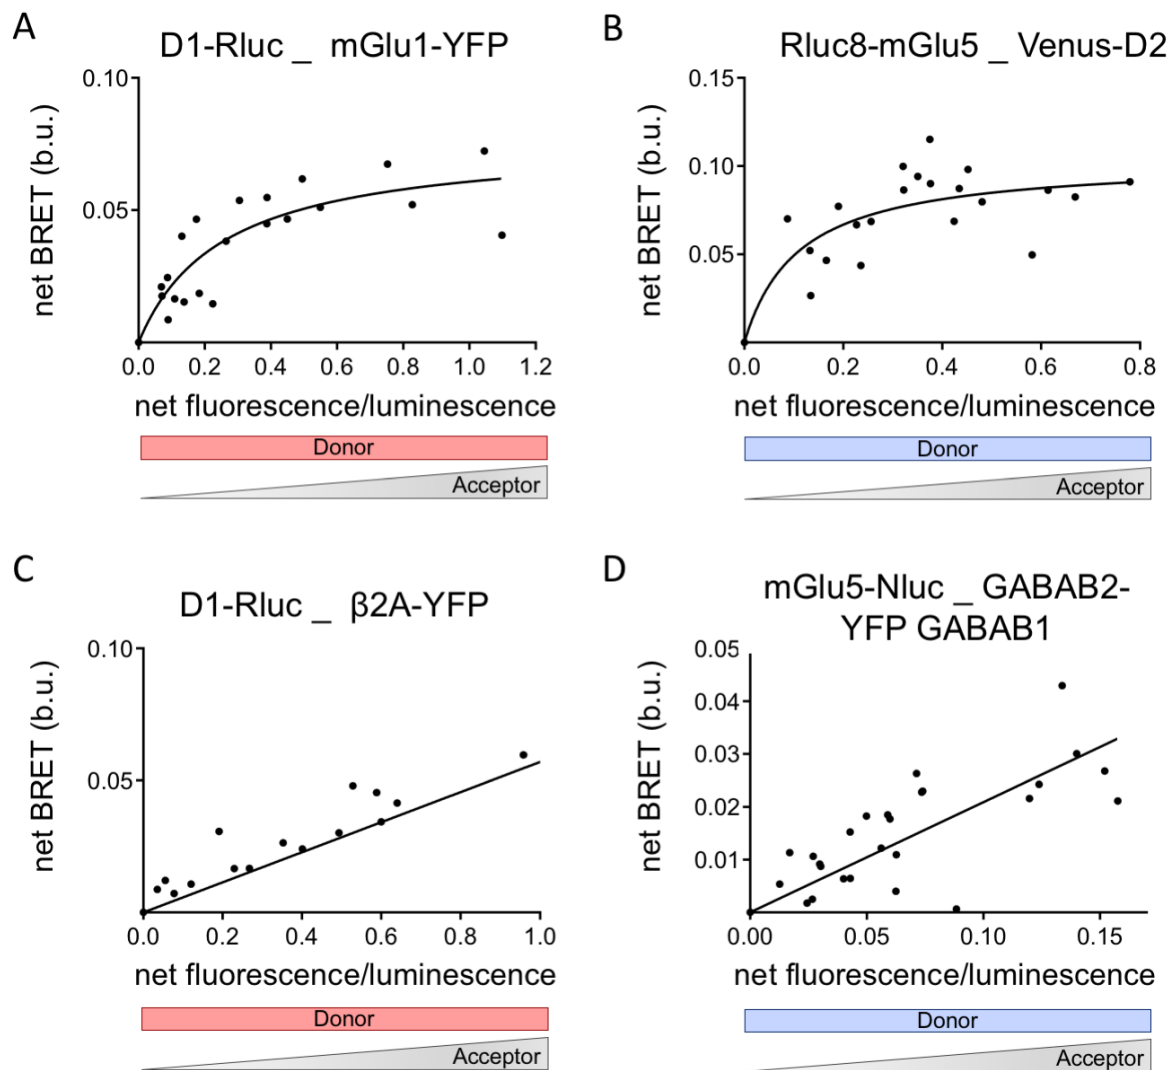 A
D1-Rluc _ mGlu1-YFP
0.10
0.05
net BRET (b.u.)
0.0 0.2 0.4 0.6 0.8 1.0 1.2
net fluorescence/luminescence
Donor
Acceptor
B
Rluc8-mGlu5 _ Venus-D2
0.15
0.10
0.05
net BRET (b.u.)
0.0 0.2 0.4 0.6 0.8
net fluorescence/luminescence
Donor
Acceptor
C
D1-Rluc _ β2A-YFP
0.10
0.05
net BRET (b.u.)
0.0 0.2 0.4 0.6 0.8 1.0
net fluorescence/luminescence
Donor
Acceptor
D
mGlu5-Nluc _ GABAB2-
YFP GABAB1
0.05
0.04
0.03
0.02
0.01
net BRET (b.u.)
0.00 0.05 0.10 0.15
net fluorescence/luminescence
Donor
Acceptor